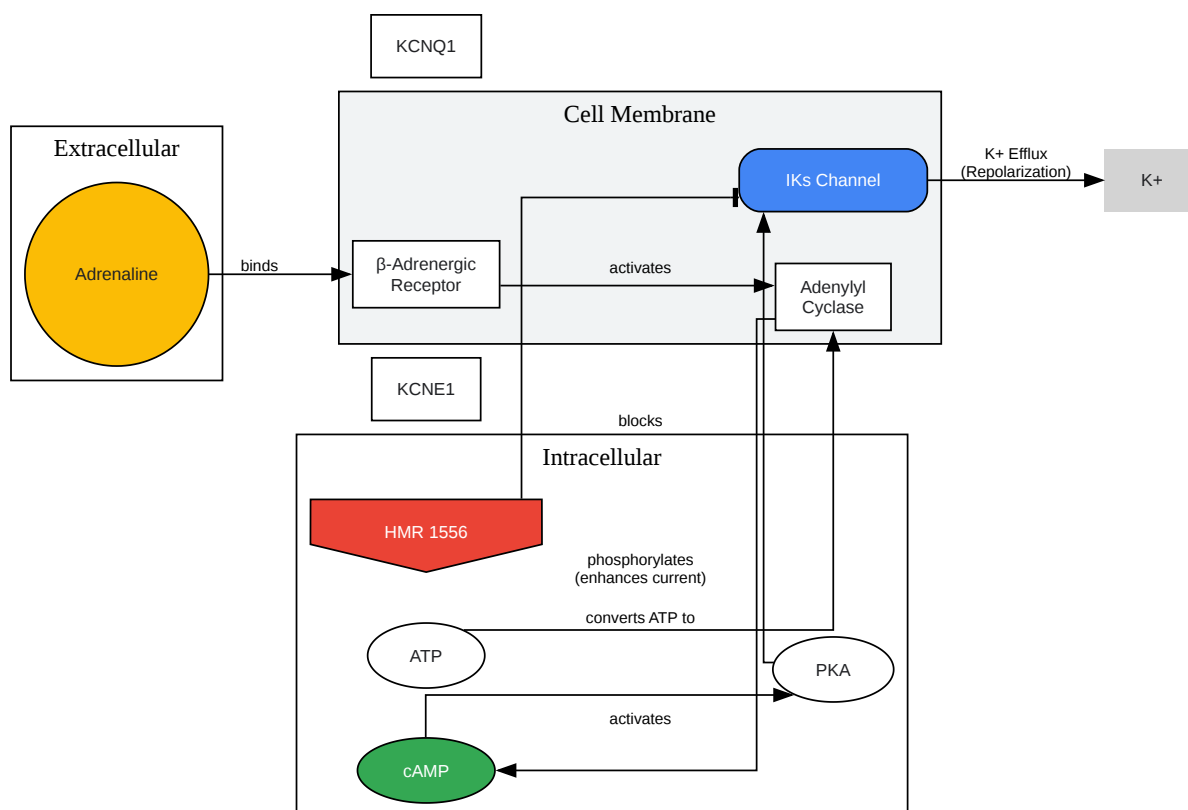 KCNQ1
Cell Membrane
Extracellular
K+ Efflux
(Repolarization)
IKs Channel
K+
Adrenaline
binds
β-Adrenergic
Receptor
activates
Adenylyl
Cyclase
KCNE1
blocks
Intracellular
HMR 1556
phosphorylates
(enhances current)
converts ATP to
ATP
PKA
activates
cAMP